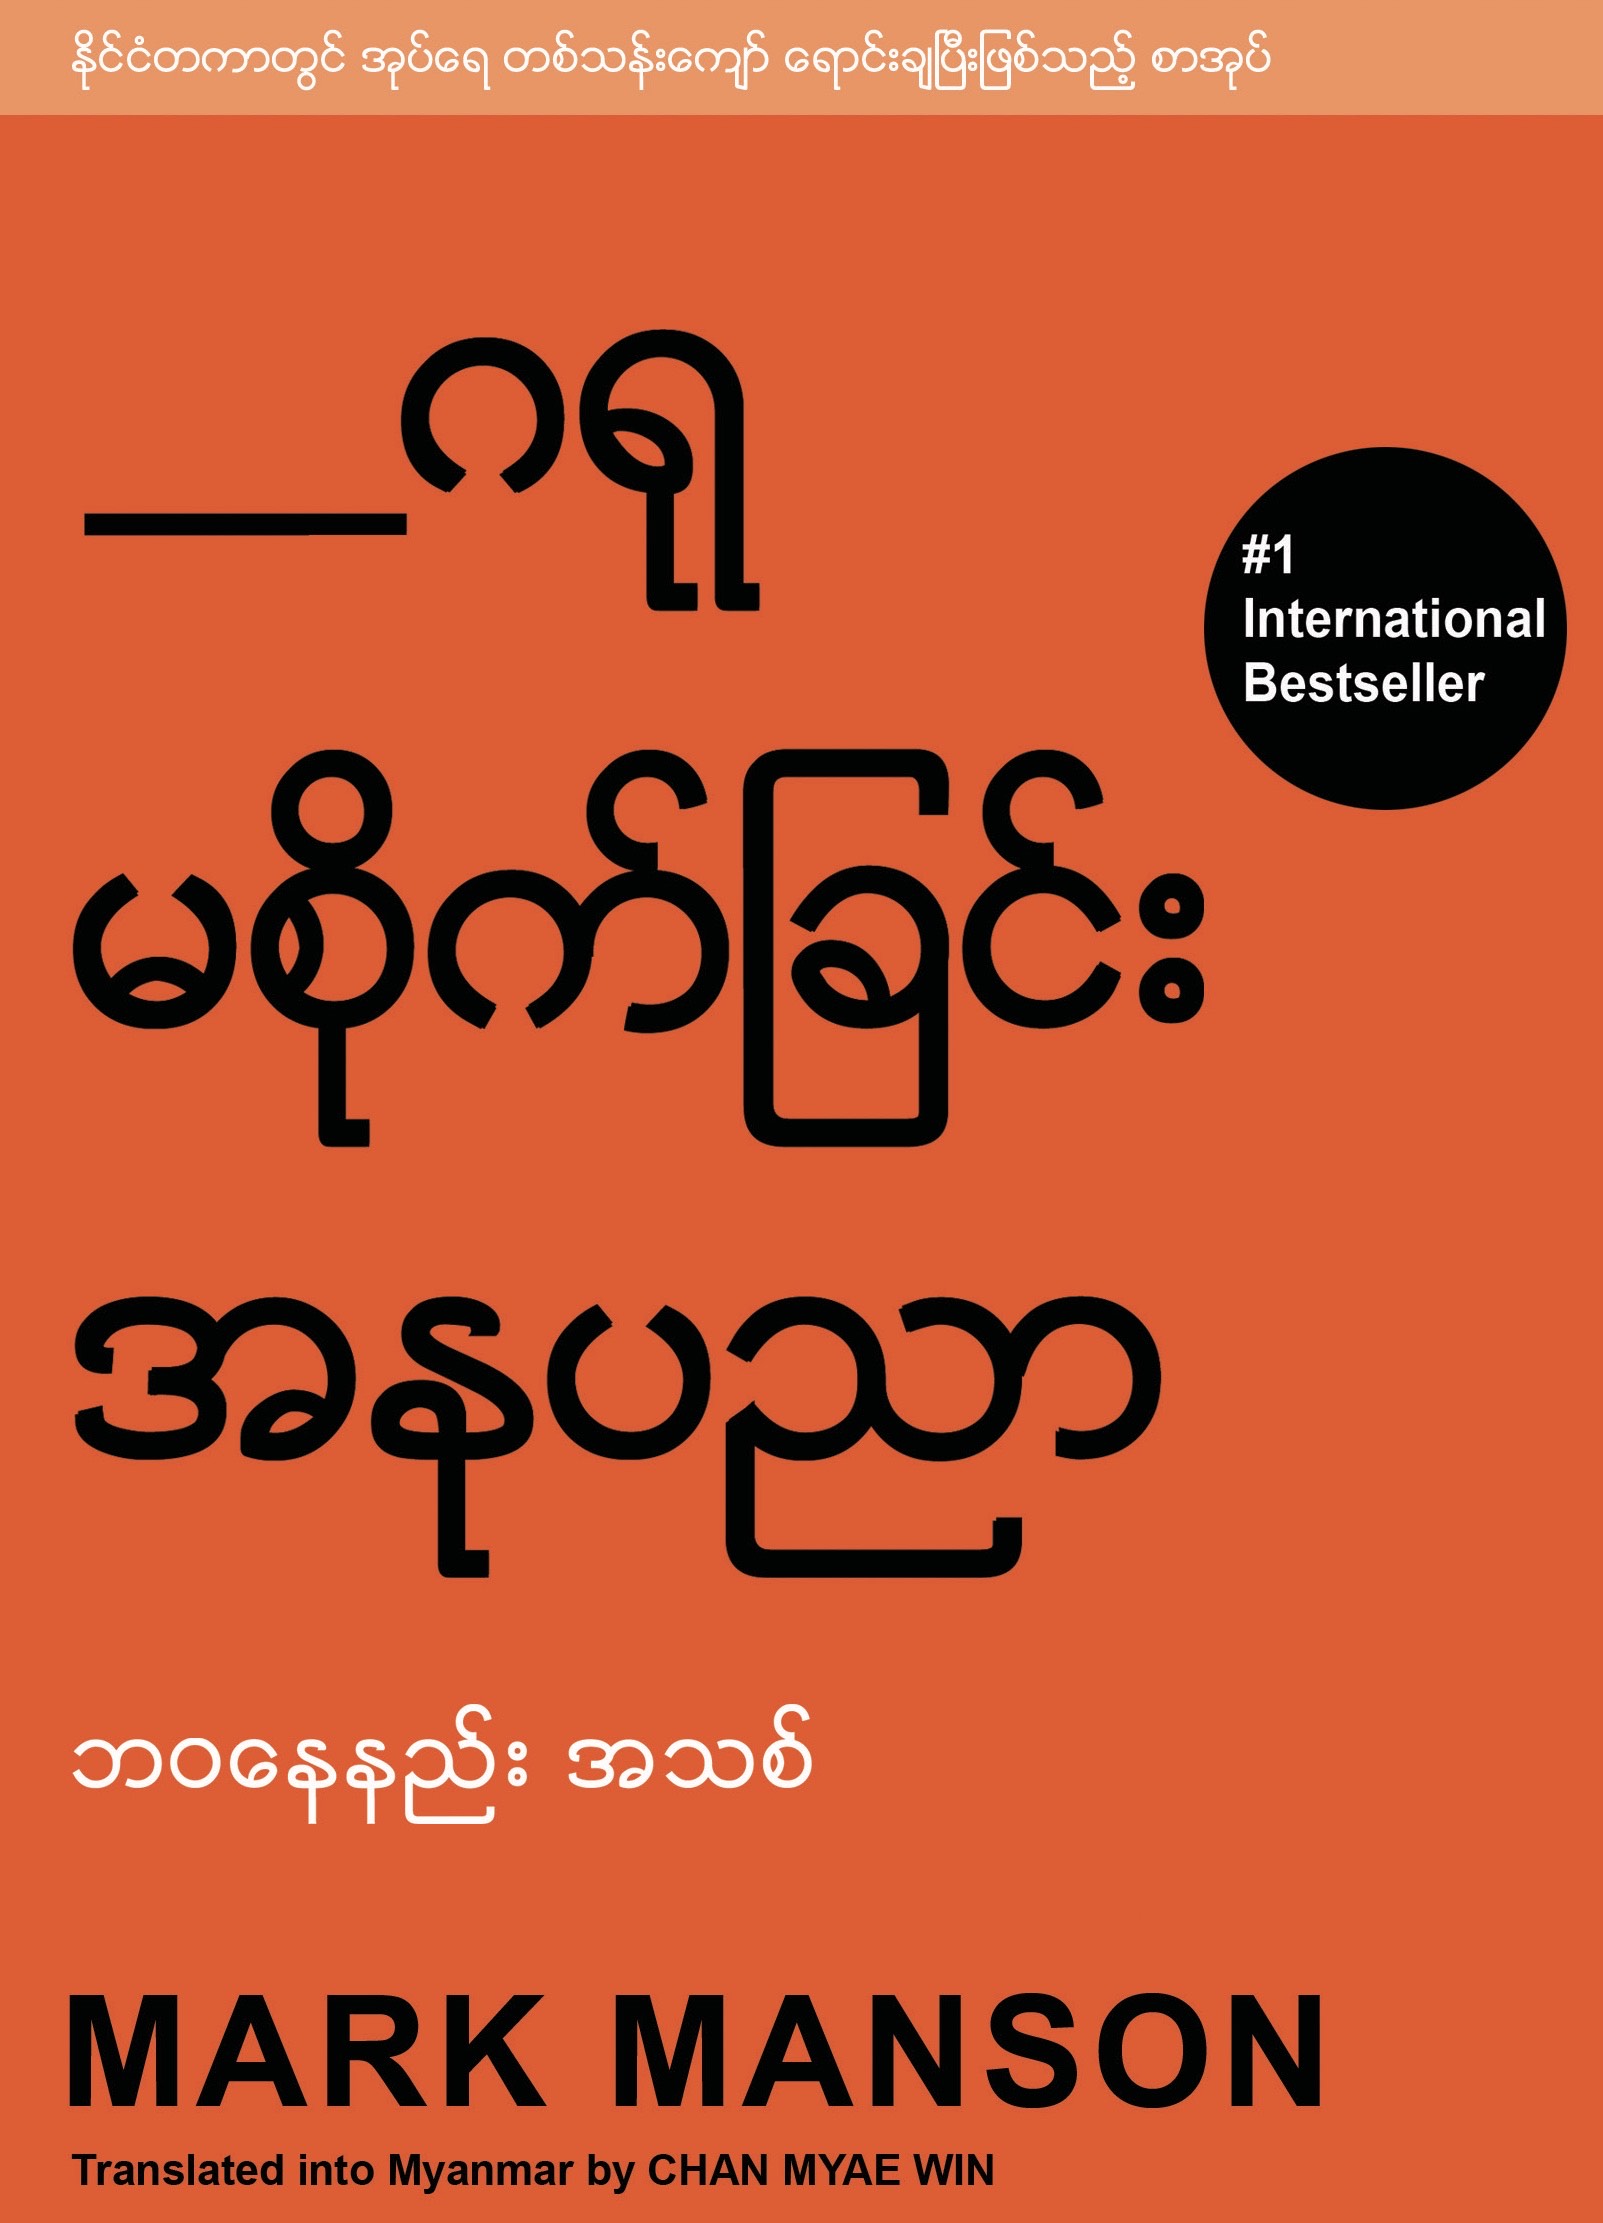 နိုင်ငံတကာတွင် အုပ်ရေ တစ်သန်းကျော် ရောင်းချပြီးဖြစ်သည့် စာအုပ်
__ဂရု
#1
International
Bestseller
မစိုက်ခြင်း
အနုပညာ
ဘဝနေနည်း အသစ်
MARK MANSON
Translated into Myanmar by CHAN MYAE WIN